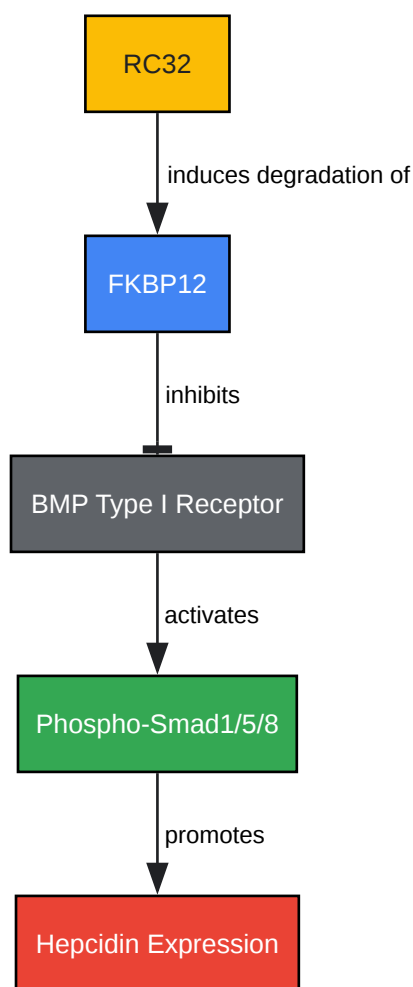 RC32
induces degradation of
FKBP12
inhibits
BMP Type I Receptor
activates
Phospho-Smad1/5/8
promotes
Hepcidin Expression